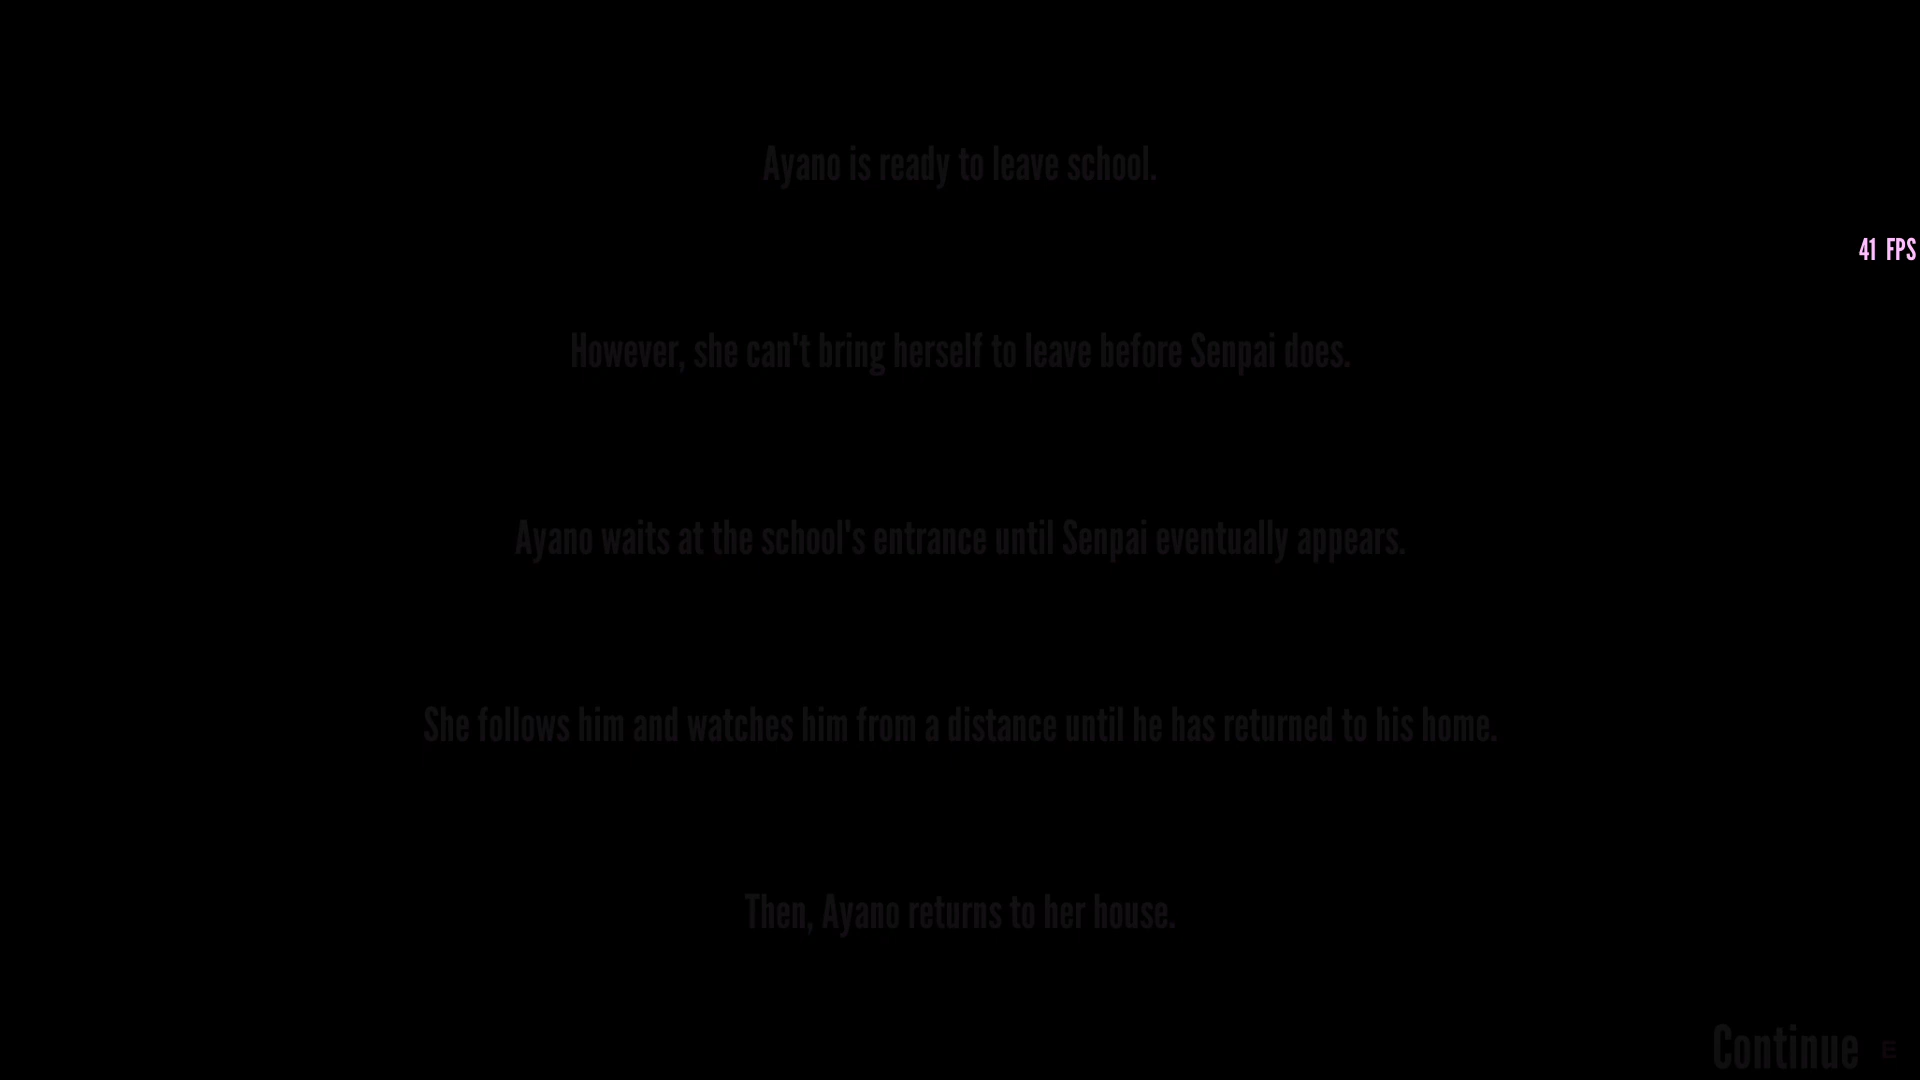 Ayano is ready to leave school.
41 FPS
However, she can't bring herself to leave before Senpai does.
Ayano waits at the school's entrance until Senpai eventually appears.
She follows him and watches him from a distance until he has returned to his home.
Then, Ayano returns to her house.
Continue E